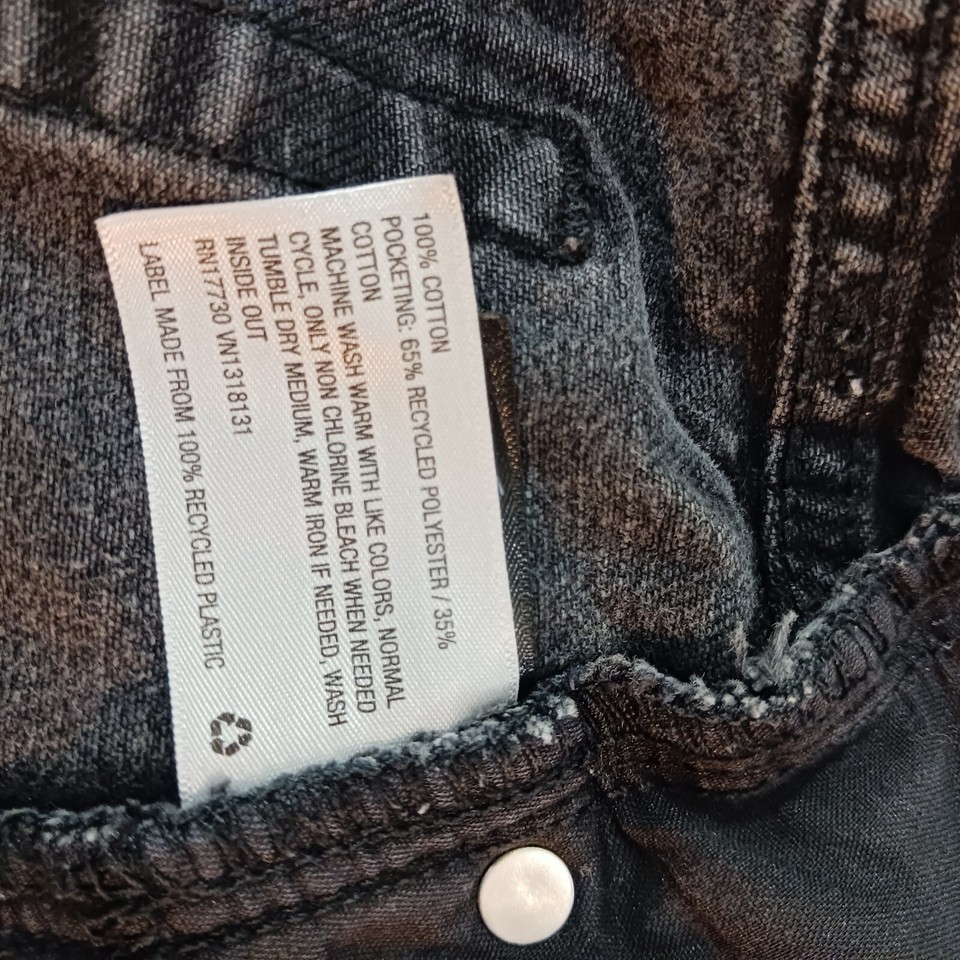 100% COTTON
POCKETING: 65% RECYCLED POLYESTER / 35%
COTTON
MACHINE WASH WARM WITH LIKE COLORS, NORMAL
CYCLE, ONLY NON CHLORINE BLEACH WHEN NEEDED
TUMBLE DRY MEDIUM, WARM IRON IF NEEDED, WASH
INSIDE OUT
RN17730 VN1318131
LABEL MADE FROM 100% RECYCLED PLASTIC